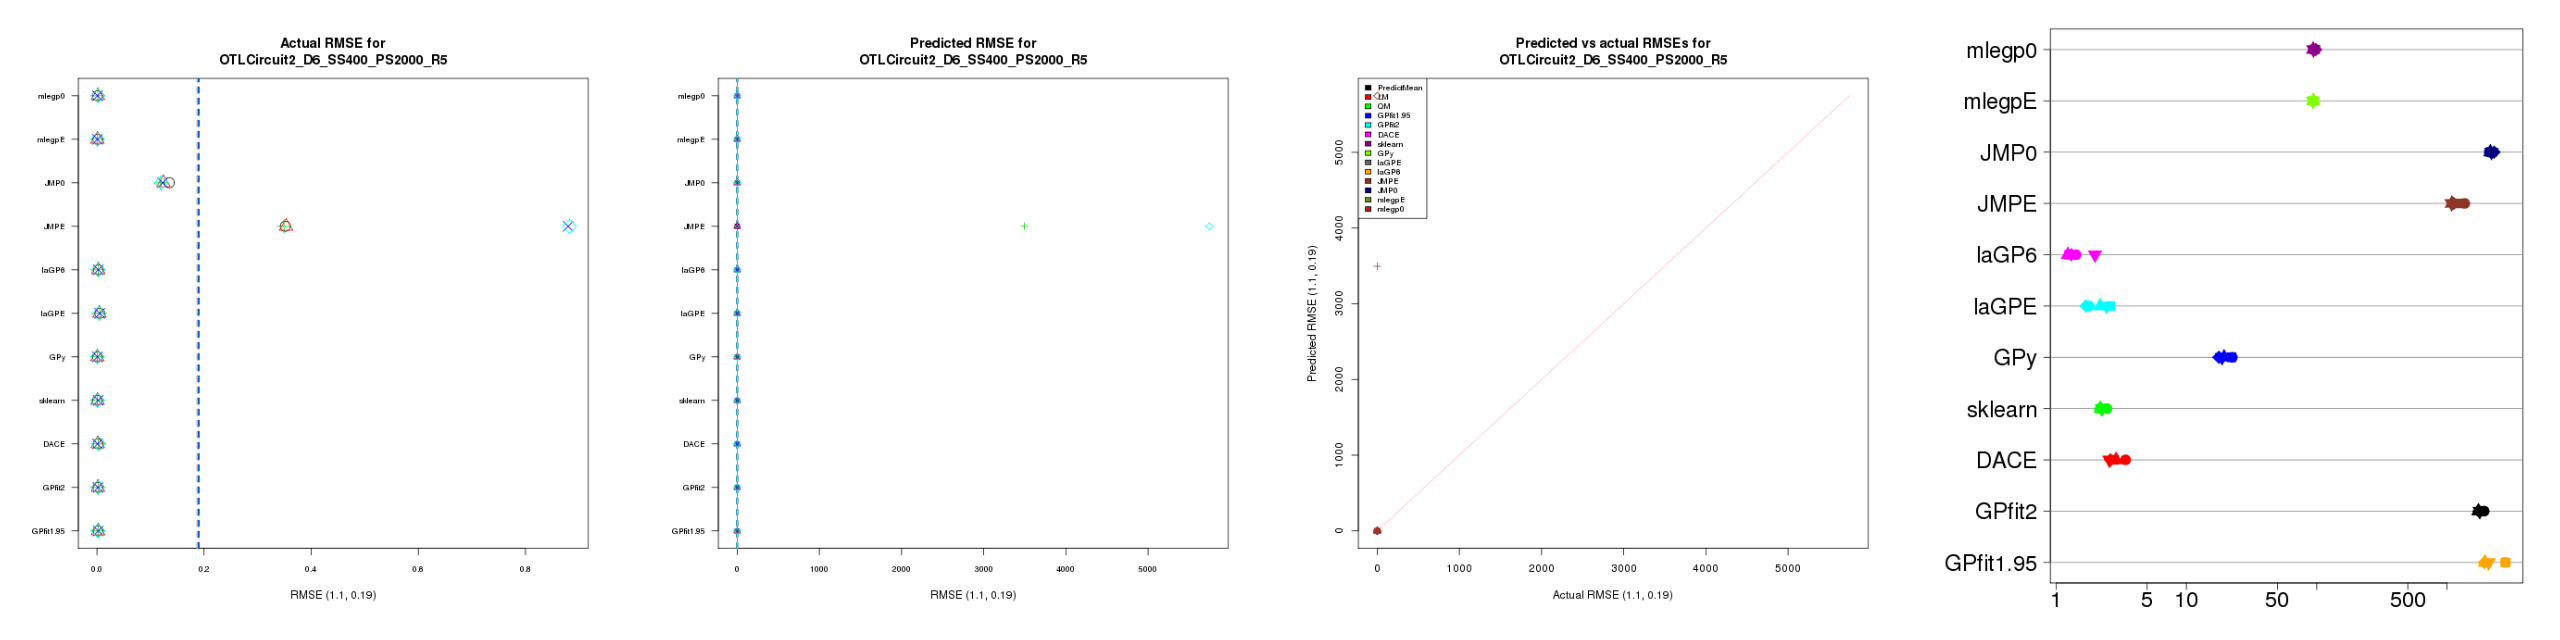 Actual RMSE for
OTLCircuit2_D6_SS400_PS2000_R5
mlegp0
mlegpE
JMP0
JMPE
laGP6
laGPE
GPy
sklearn
DACE
GPfit2
GPfit1.95
0.0 0.2 0.4 0.6 0.8
RMSE (1.1, 0.19)
Predicted RMSE for
OTLCircuit2_D6_SS400_PS2000_R5
mlegp0
mlegpE
JMP0
JMPE
laGP6
laGPE
GPy
sklearn
DACE
GPfit2
GPfit1.95
0 1000 2000 3000 4000 5000
RMSE (1.1, 0.19)
Predicted vs actual RMSEs for
OTLCircuit2_D6_SS400_PS2000_R5
PredictMean
LM
QM
GPfit1.95
GPfit2
DACE
sklearn
GPy
laGPE
laGP6
JMPE
JMP0
mlegpE
mlegp0
Predicted RMSE (1.1, 0.19)
5000
4000
3000
2000
1000
0
0 1000 2000 3000 4000 5000
Actual RMSE (1.1, 0.19)
mlegp0
mlegpE
JMP0
JMPE
laGP6
laGPE
GPy
sklearn
DACE
GPfit2
GPfit1.95
1 5 10 50 500